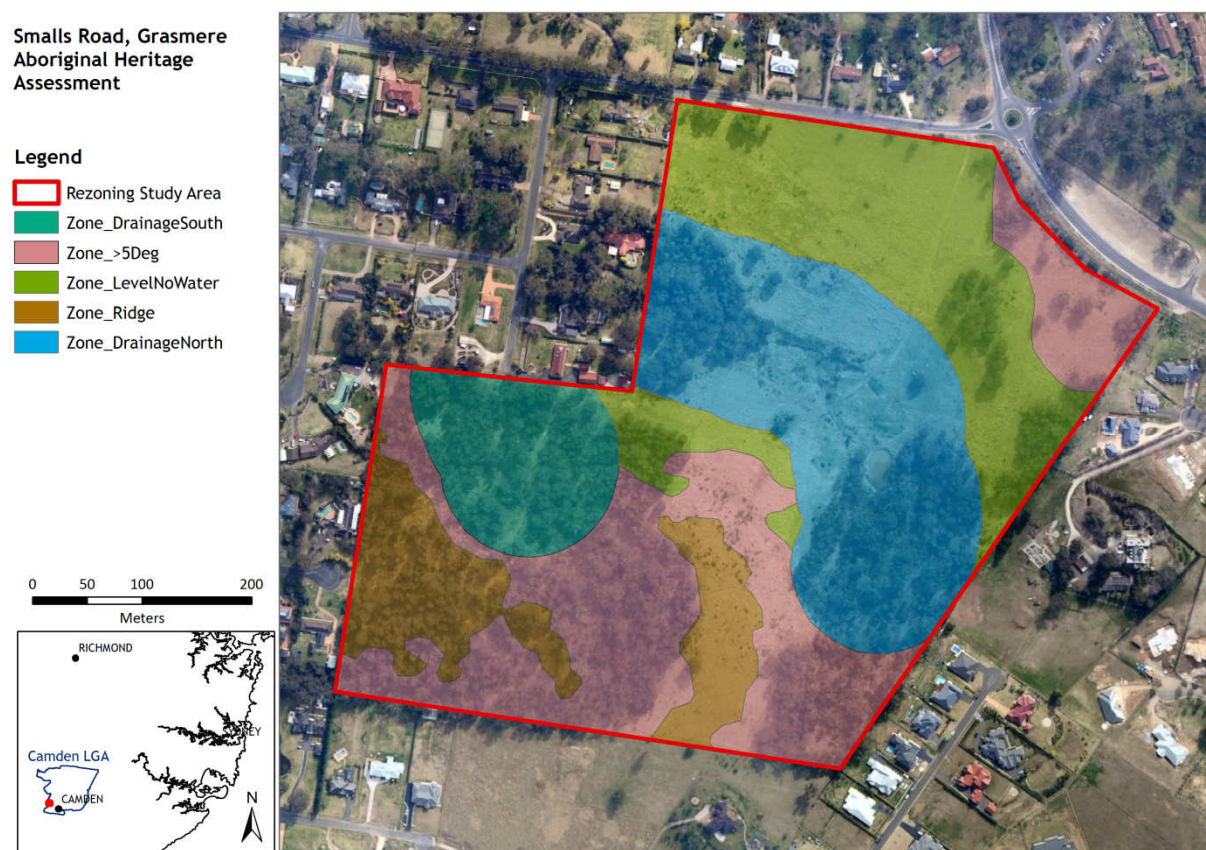 Smalls Road, Grasmere
Aboriginal Heritage
Assessment
Legend
Rezoning Study Area
Zone_DrainageSouth
Zone_>5Deg
Zone_LevelNoWater
Zone_Ridge
Zone_DrainageNorth
0 50 100 200
Meters
RICHMOND
Camden LGA
CAMDEN
N